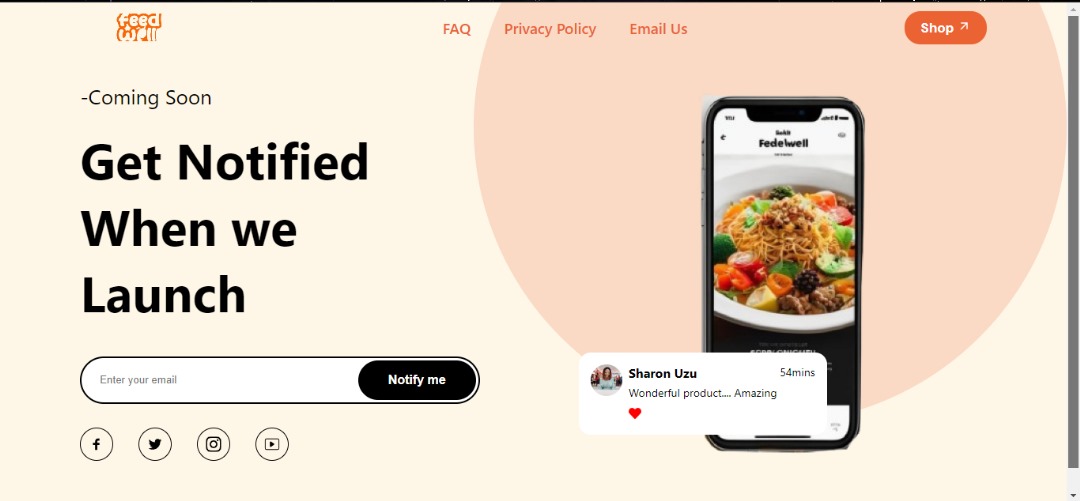 feed
well
FAQ
Privacy Policy
Email Us
Shop
-Coming Soon
Get Notified
When we
Launch
Enter your email
Notify me
Fedelwell
Sharon Uzu
54mins
Wonderful product.... Amazing